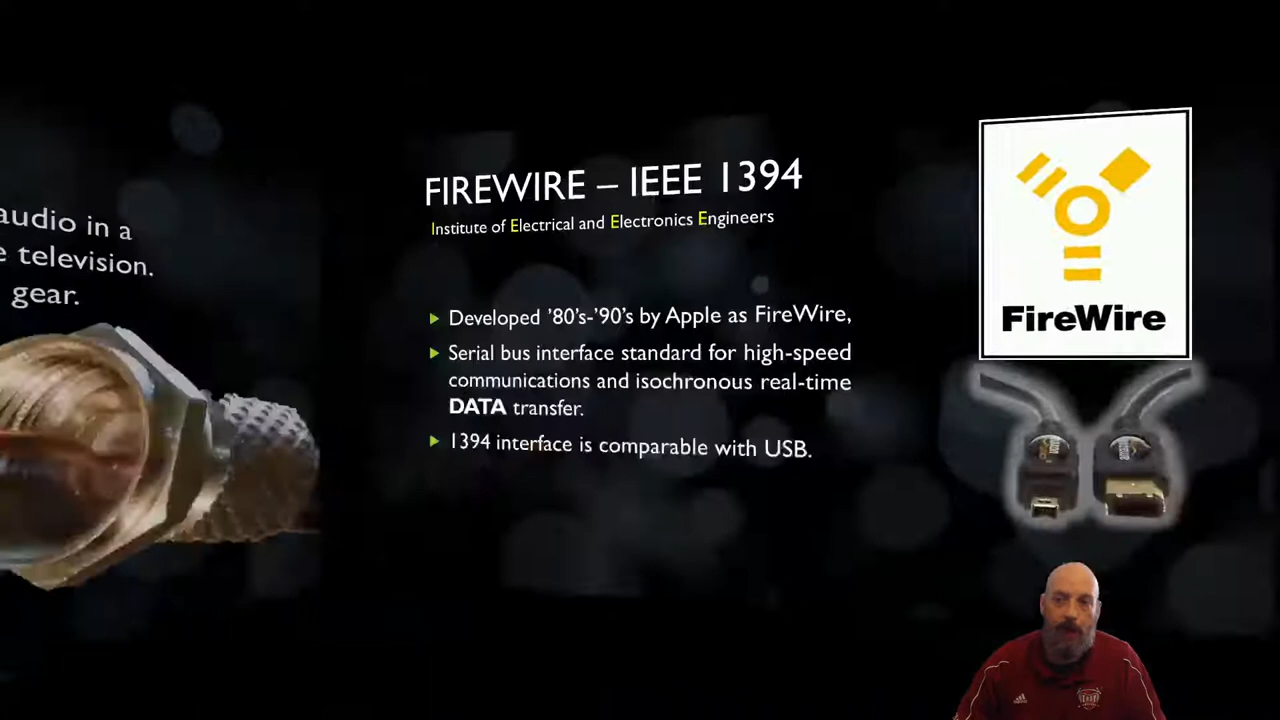 audio in a
television.
gear.
FIREWIRE – IEEE 1394
Institute of Electrical and Electronics Engineers
Developed '80's-'90's by Apple as FireWire,
Serial bus interface standard for high-speed
communications and isochronous real-time
DATA transfer.
1394 interface is comparable with USB.
FireWire